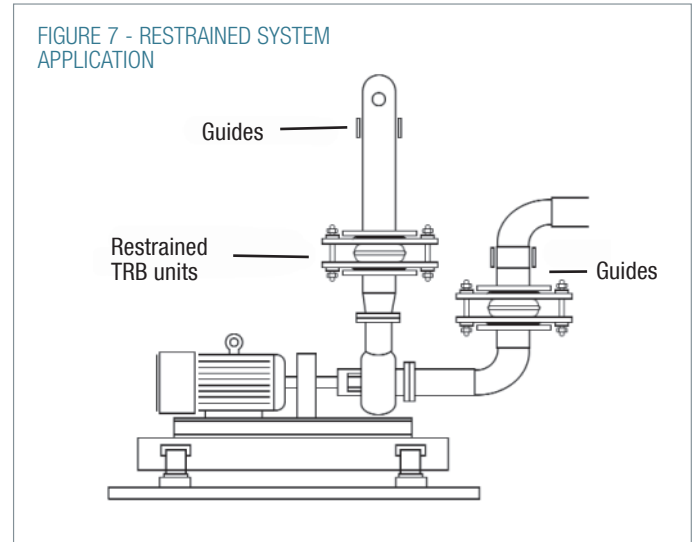 FIGURE 7 - RESTRAINED SYSTEM
APPLICATION
Guides
Restrained
TRB units
Guides